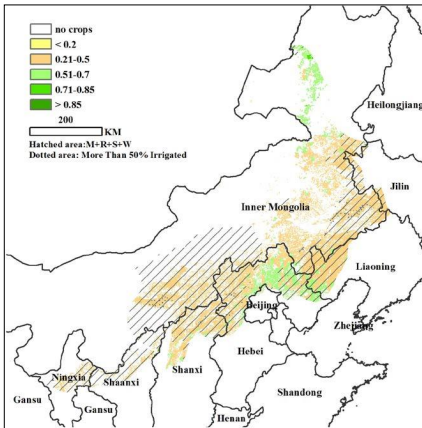 no crops
< 0.2
0.21-0.5
0.51-0.7
0.71-0.85
> 0.85
200
KM
Hatched area:M+R+S+W
Dotted area: More Than 50% Irrigated
Heilongjiang
Jilin
Inner Mongolia
Liaoning
Beijing
Zhejiang
Hebei
Ningxia
Shaanxi
Shanxi
Shandong
Gansu
Gansu
Henan